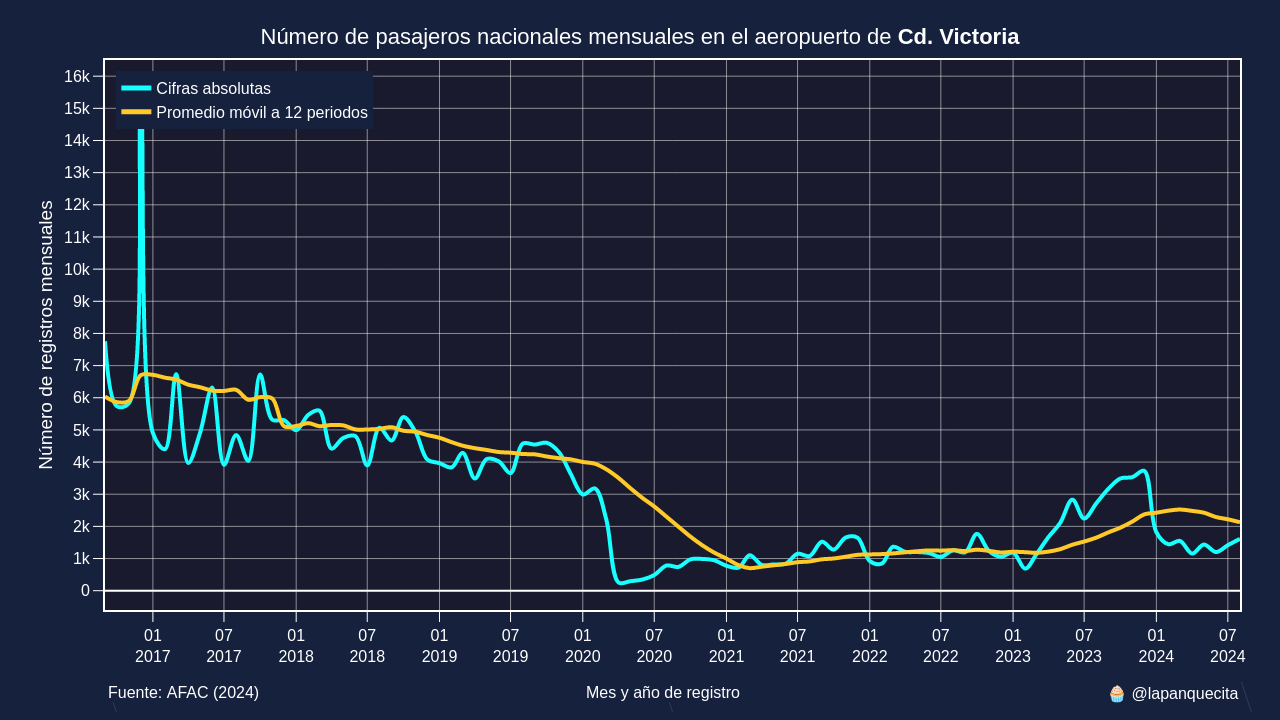 Número de pasajeros nacionales mensuales en el aeropuerto de Cd. Victoria
Cifras absolutas
Promedio móvil a 12 periodos
Número de registros mensuales
16k
15k
14k
13k
12k
11k
10k
9k
8k
7k
6k
5k
4k
3k
2k
1k
0
01 07 01 07 01 07 01 07 01 07 01 07 01 07 01 07
2017 2017 2018 2018 2019 2019 2020 2020 2021 2021 2022 2022 2023 2023 2024 2024
Fuente: AFAC (2024) Mes y año de registro 🧁 @lapanquecita